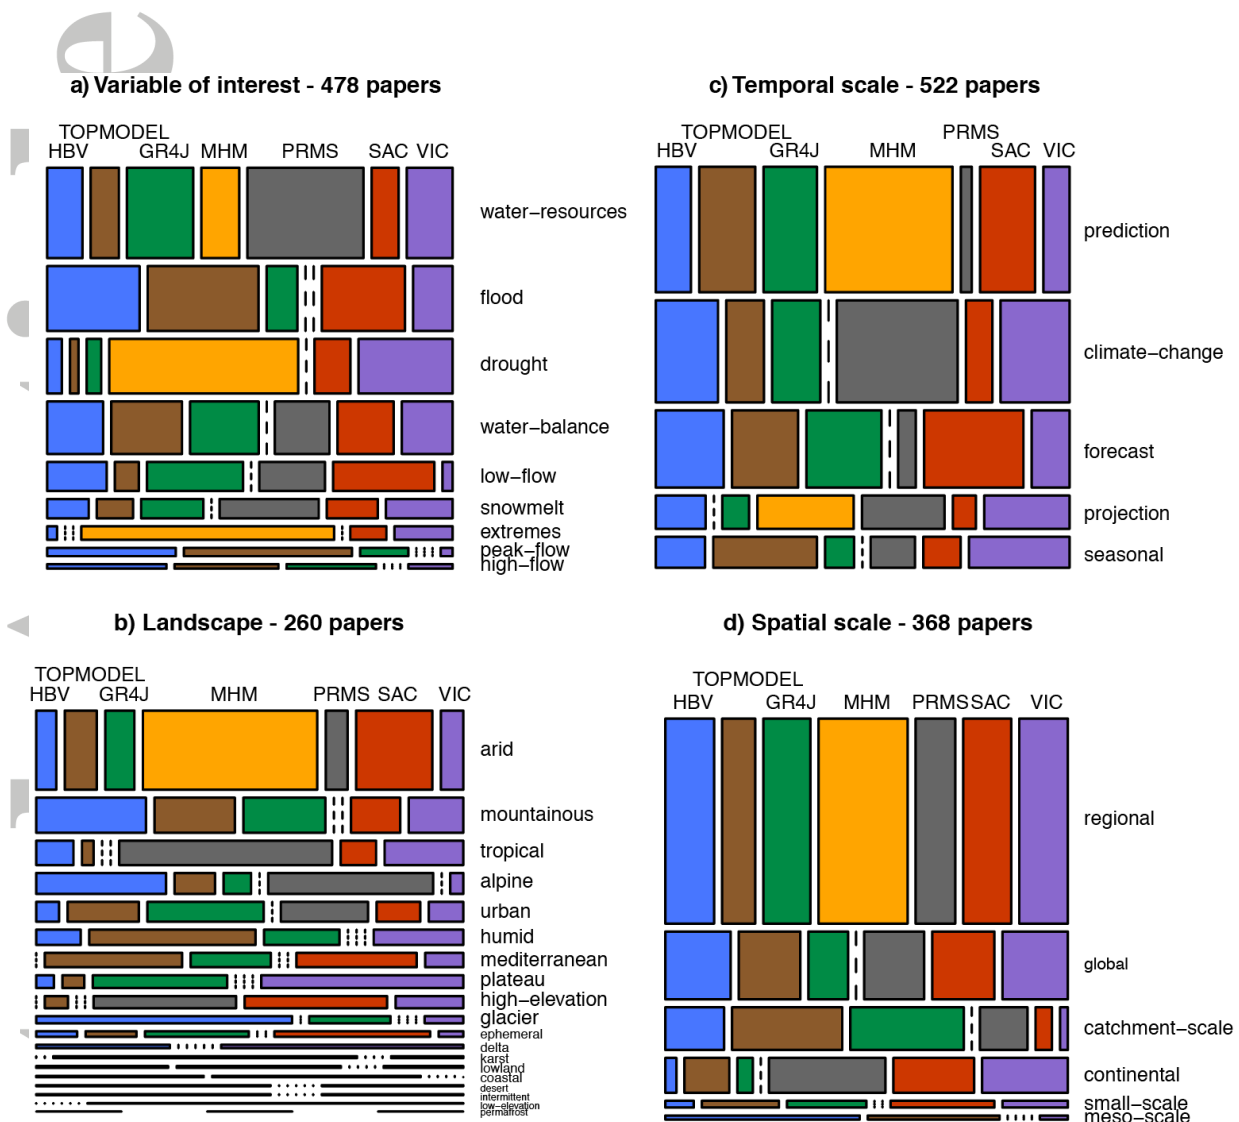 a) Variable of interest - 478 papers
TOPMODEL
HBV GR4J MHM PRMS SAC VIC
water-resources
flood
drought
water-balance
low-flow
snowmelt
extremes
peak-flow
high-flow
c) Temporal scale - 522 papers
TOPMODEL PRMS
HBV GR4J MHM SAC VIC
prediction
climate-change
forecast
projection
seasonal
b) Landscape - 260 papers
TOPMODEL
HBV GR4J MHM PRMS SAC VIC
arid
mountainous
tropical
alpine
urban
humid
mediterranean
plateau
high-elevation
glacier
ephemeral
delta
karst
lowland
coastal
desert
intermittent
low-elevation
permafrost
d) Spatial scale - 368 papers
TOPMODEL
HBV GR4J MHM PRMS SAC VIC
regional
global
catchment-scale
continental
small-scale
meso-scale